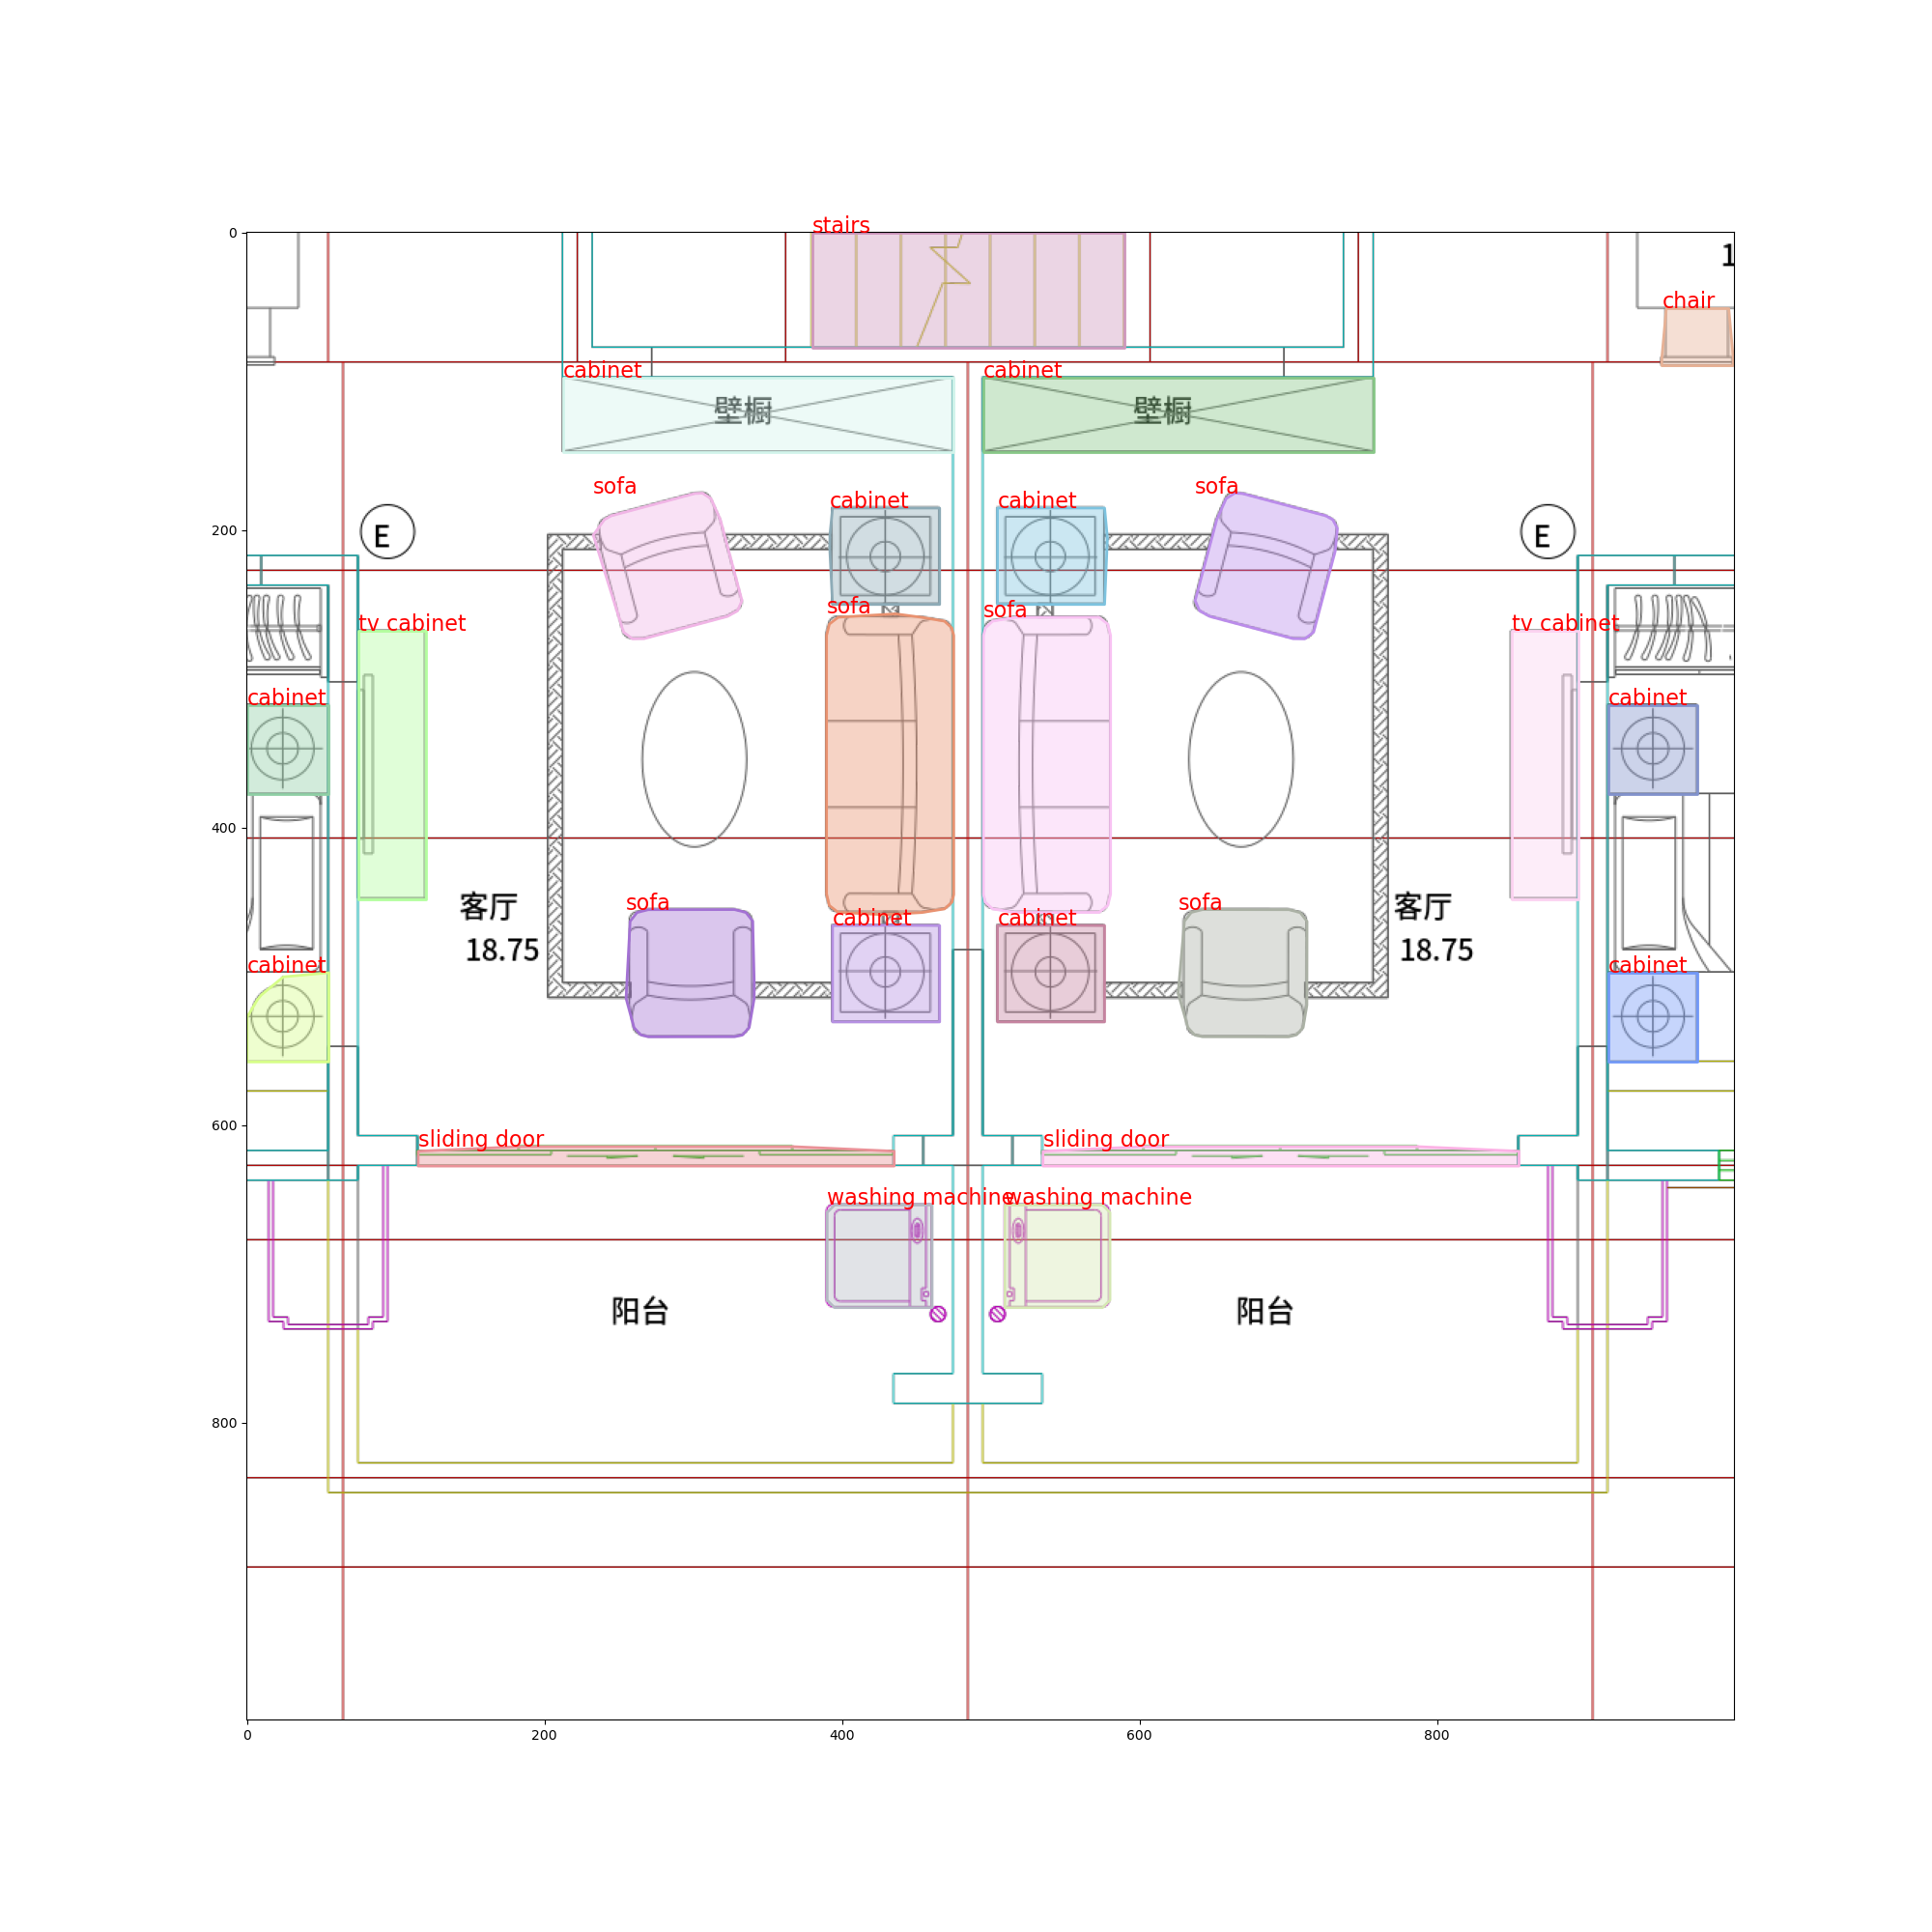 stairs
1
chair
cabinet
cabinet
壁橱
壁橱
sofa
sofa
cabinet
cabinet
E
E
sofa
sofa
tv cabinet
tv cabinet
cabinet
cabinet
客厅
18.75
客厅
18.75
sofa
sofa
cabinet
cabinet
cabinet
cabinet
sliding door
sliding door
washing machine
washing machine
阳台
阳台
0
200
400
600
800
0
200
400
600
800